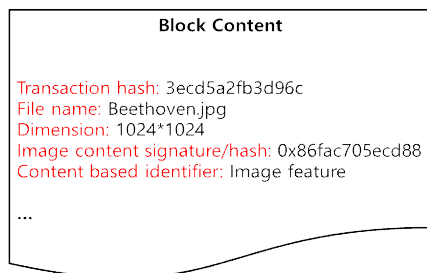 Block Content
Transaction hash: 3ecd5a2fb3d96c
File name: Beethoven.jpg
Dimension: 1024*1024
Image content signature/hash: 0x86fac705ecd88
Content based identifier: Image feature
...